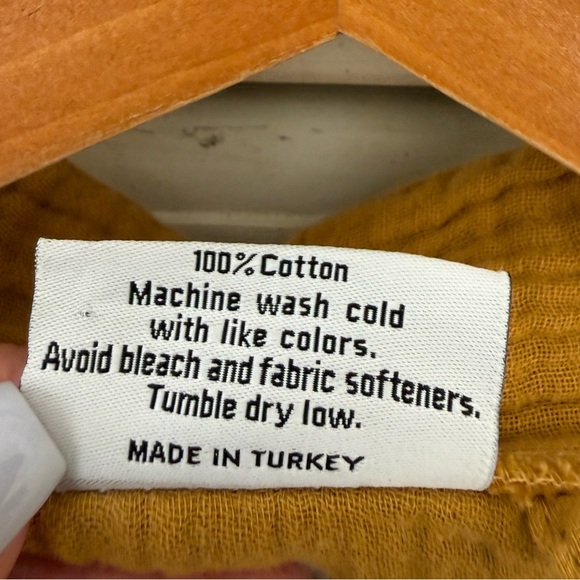 100% Cotton
Machine wash cold
with like colors.
Avoid bleach and fabric softeners.
Tumble dry low.
MADE IN TURKEY